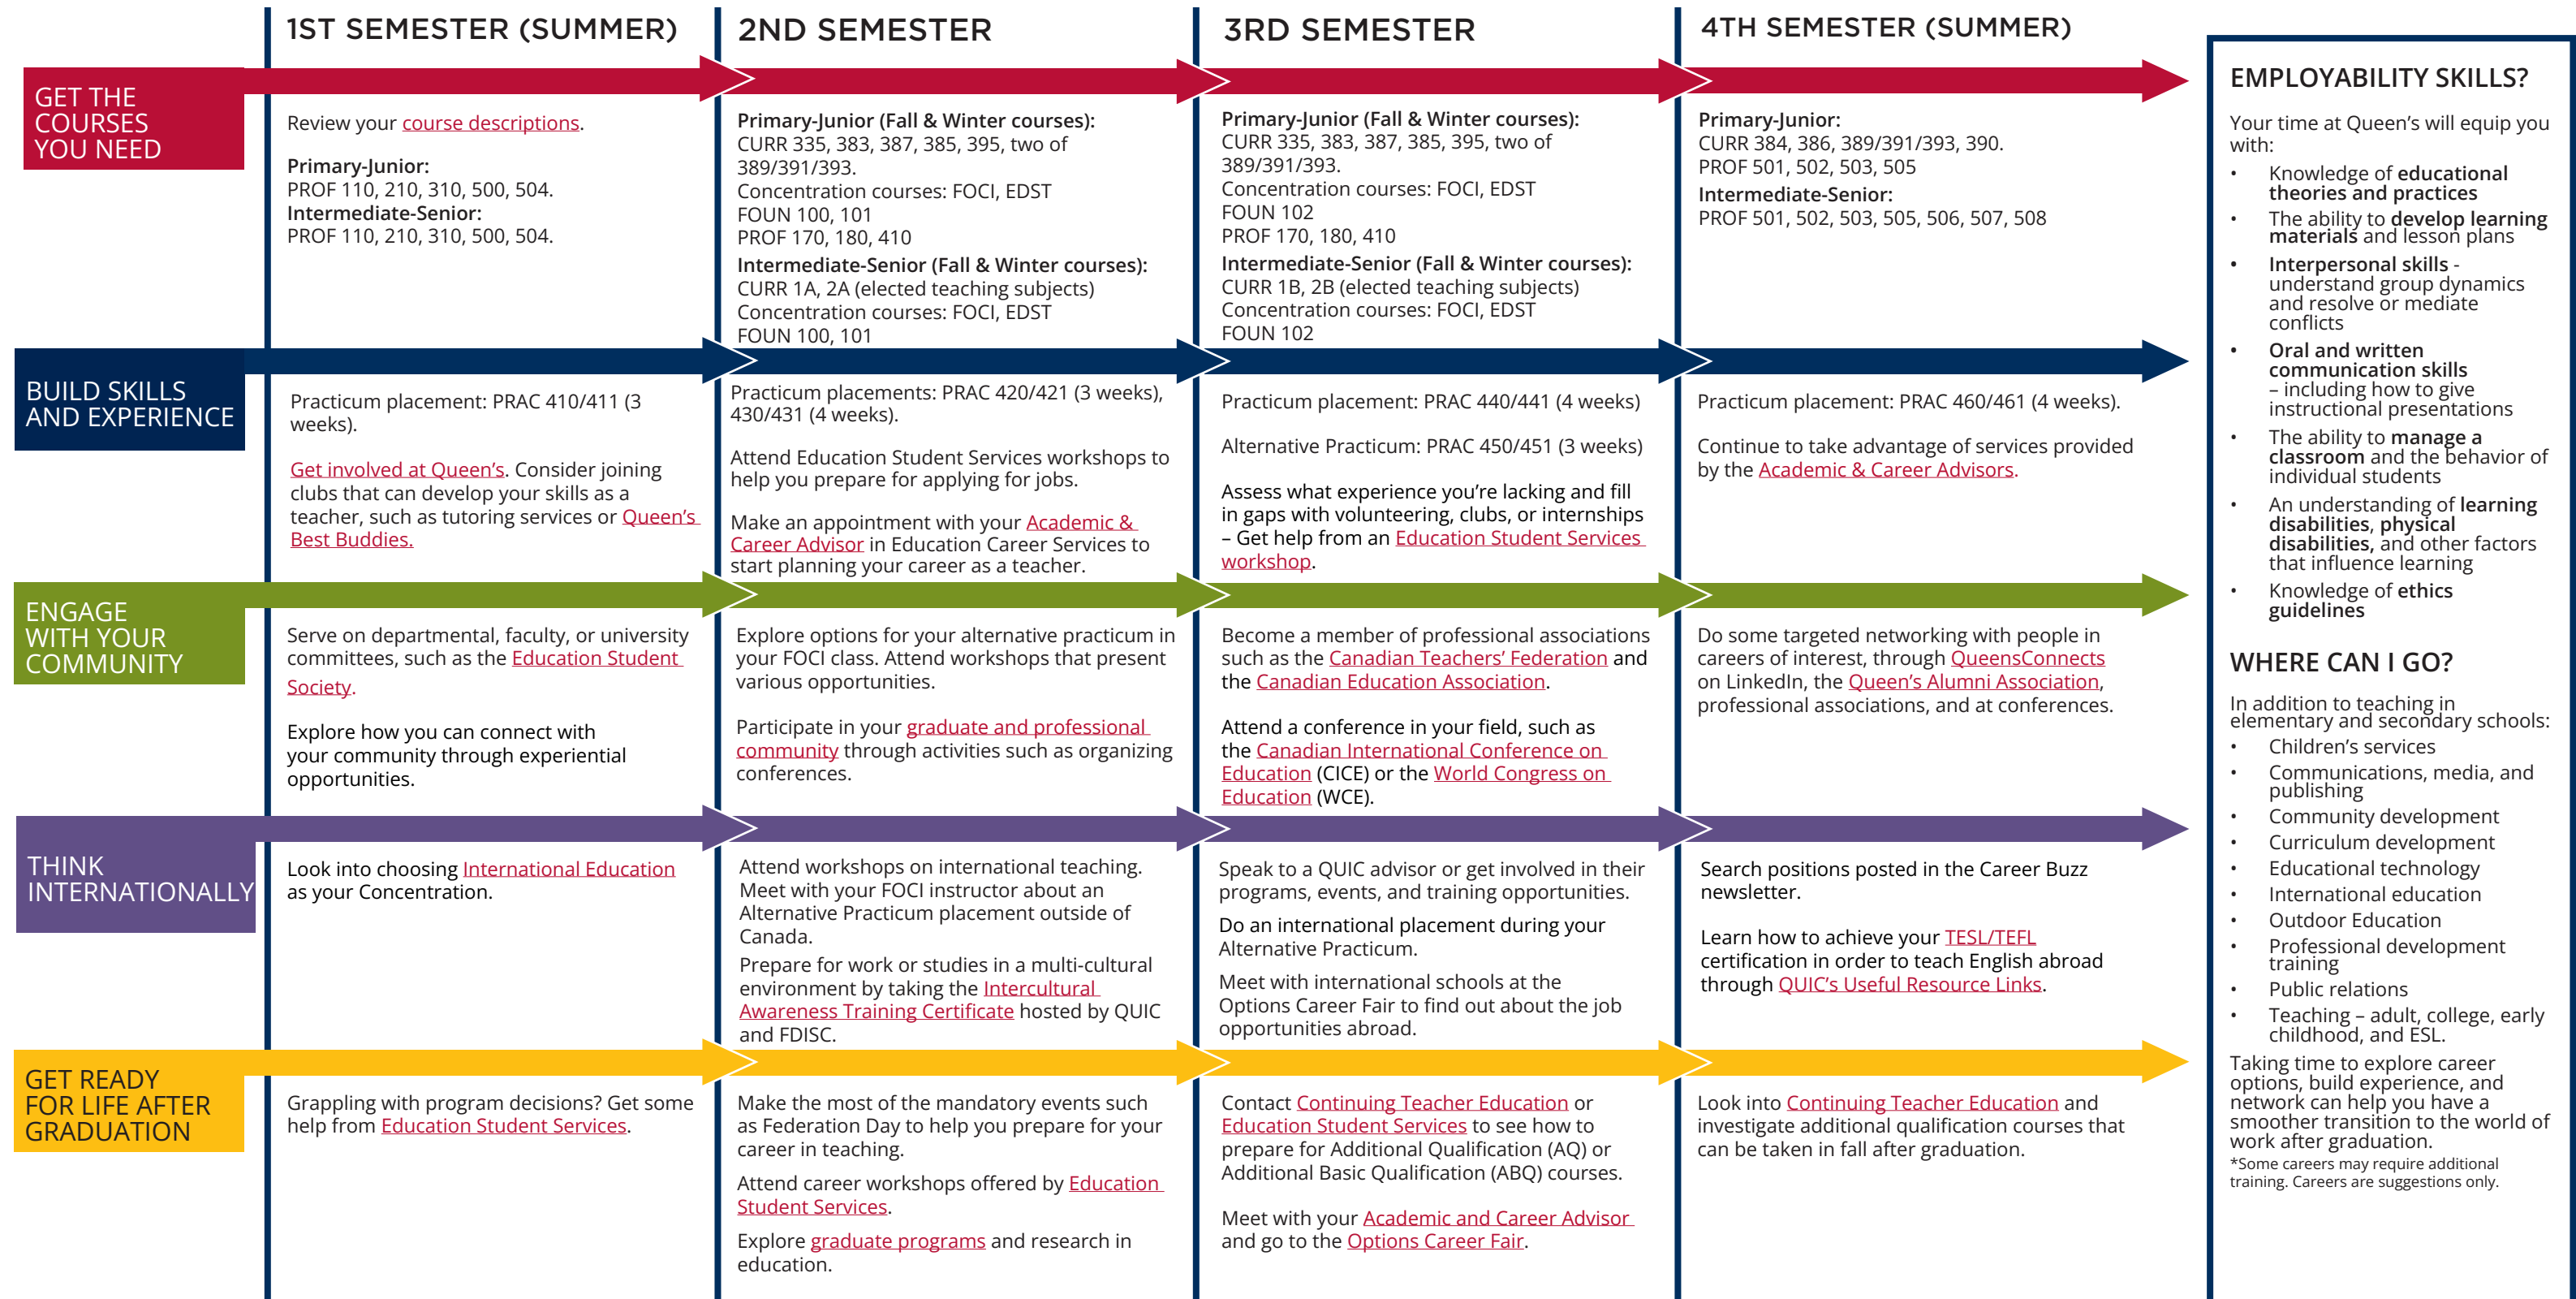 1ST SEMESTER (SUMMER)
2ND SEMESTER
3RD SEMESTER
4TH SEMESTER (SUMMER)
GET THE
COURSES
YOU NEED
Review your course descriptions.
Primary-Junior:
PROF 110, 210, 310, 500, 504.
Intermediate-Senior:
PROF 110, 210, 310, 500, 504.
Primary-Junior (Fall & Winter courses):
CURR 335, 383, 387, 385, 395, two of
389/391/393.
Concentration courses: FOCI, EDST
FOUN 100, 101
PROF 170, 180, 410
Intermediate-Senior (Fall & Winter courses):
CURR 1A, 2A (elected teaching subjects)
Concentration courses: FOCI, EDST
FOUN 100, 101
Primary-Junior (Fall & Winter courses):
CURR 335, 383, 387, 385, 395, two of
389/391/393.
Concentration courses: FOCI, EDST
FOUN 102
PROF 170, 180, 410
Intermediate-Senior (Fall & Winter courses):
CURR 1B, 2B (elected teaching subjects)
Concentration courses: FOCI, EDST
FOUN 102
Primary-Junior:
CURR 384, 386, 389/391/393, 390.
PROF 501, 502, 503, 505
Intermediate-Senior:
PROF 501, 502, 503, 505, 506, 507, 508
BUILD SKILLS
AND EXPERIENCE
Practicum placement: PRAC 410/411 (3
weeks).
Get involved at Queen's. Consider joining
clubs that can develop your skills as a
teacher, such as tutoring services or Queen's
Best Buddies.
Practicum placements: PRAC 420/421 (3 weeks),
430/431 (4 weeks).
Attend Education Student Services workshops to
help you prepare for applying for jobs.
Make an appointment with your Academic &
Career Advisor in Education Career Services to
start planning your career as a teacher.
Practicum placement: PRAC 440/441 (4 weeks)
Alternative Practicum: PRAC 450/451 (3 weeks)
Assess what experience you're lacking and fill
in gaps with volunteering, clubs, or internships
– Get help from an Education Student Services
workshop.
Practicum placement: PRAC 460/461 (4 weeks).
Continue to take advantage of services provided
by the Academic & Career Advisors.
ENGAGE
WITH YOUR
COMMUNITY
Serve on departmental, faculty, or university
committees, such as the Education Student
Society.
Explore how you can connect with
your community through experiential
opportunities.
Explore options for your alternative practicum in
your FOCI class. Attend workshops that present
various opportunities.
Participate in your graduate and professional
community through activities such as organizing
conferences.
Become a member of professional associations
such as the Canadian Teachers' Federation and
the Canadian Education Association.
Attend a conference in your field, such as
the Canadian International Conference on
Education (CICE) or the World Congress on
Education (WCE).
Do some targeted networking with people in
careers of interest, through QueensConnects
on LinkedIn, the Queen's Alumni Association,
professional associations, and at conferences.
THINK
INTERNATIONALLY
Look into choosing International Education
as your Concentration.
Attend workshops on international teaching.
Meet with your FOCI instructor about an
Alternative Practicum placement outside of
Canada.
Prepare for work or studies in a multi-cultural
environment by taking the Intercultural
Awareness Training Certificate hosted by QUIC
and FDISC.
Speak to a QUIC advisor or get involved in their
programs, events, and training opportunities.
Do an international placement during your
Alternative Practicum.
Meet with international schools at the
Options Career Fair to find out about the job
opportunities abroad.
Search positions posted in the Career Buzz
newsletter.
Learn how to achieve your TESL/TEFL
certification in order to teach English abroad
through QUIC's Useful Resource Links.
GET READY
FOR LIFE AFTER
GRADUATION
Grappling with program decisions? Get some
help from Education Student Services.
Make the most of the mandatory events such
as Federation Day to help you prepare for your
career in teaching.
Attend career workshops offered by Education
Student Services.
Explore graduate programs and research in
education.
Contact Continuing Teacher Education or
Education Student Services to see how to
prepare for Additional Qualification (AQ) or
Additional Basic Qualification (ABQ) courses.
Meet with your Academic and Career Advisor
and go to the Options Career Fair.
Look into Continuing Teacher Education and
investigate additional qualification courses that
can be taken in fall after graduation.
EMPLOYABILITY SKILLS?
Your time at Queen's will equip you
with:
• Knowledge of educational
theories and practices
• The ability to develop learning
materials and lesson plans
• Interpersonal skills -
understand group dynamics
and resolve or mediate
conflicts
• Oral and written
communication skills
– including how to give
instructional presentations
• The ability to manage a
classroom and the behavior of
individual students
• An understanding of learning
disabilities, physical
disabilities, and other factors
that influence learning
• Knowledge of ethics
guidelines
WHERE CAN I GO?
In addition to teaching in
elementary and secondary schools:
• Children's services
• Communications, media, and
publishing
• Community development
• Curriculum development
• Educational technology
• International education
• Outdoor Education
• Professional development
training
• Public relations
• Teaching – adult, college, early
childhood, and ESL.
Taking time to explore career
options, build experience, and
network can help you have a
smoother transition to the world of
work after graduation.
*Some careers may require additional
training. Careers are suggestions only.